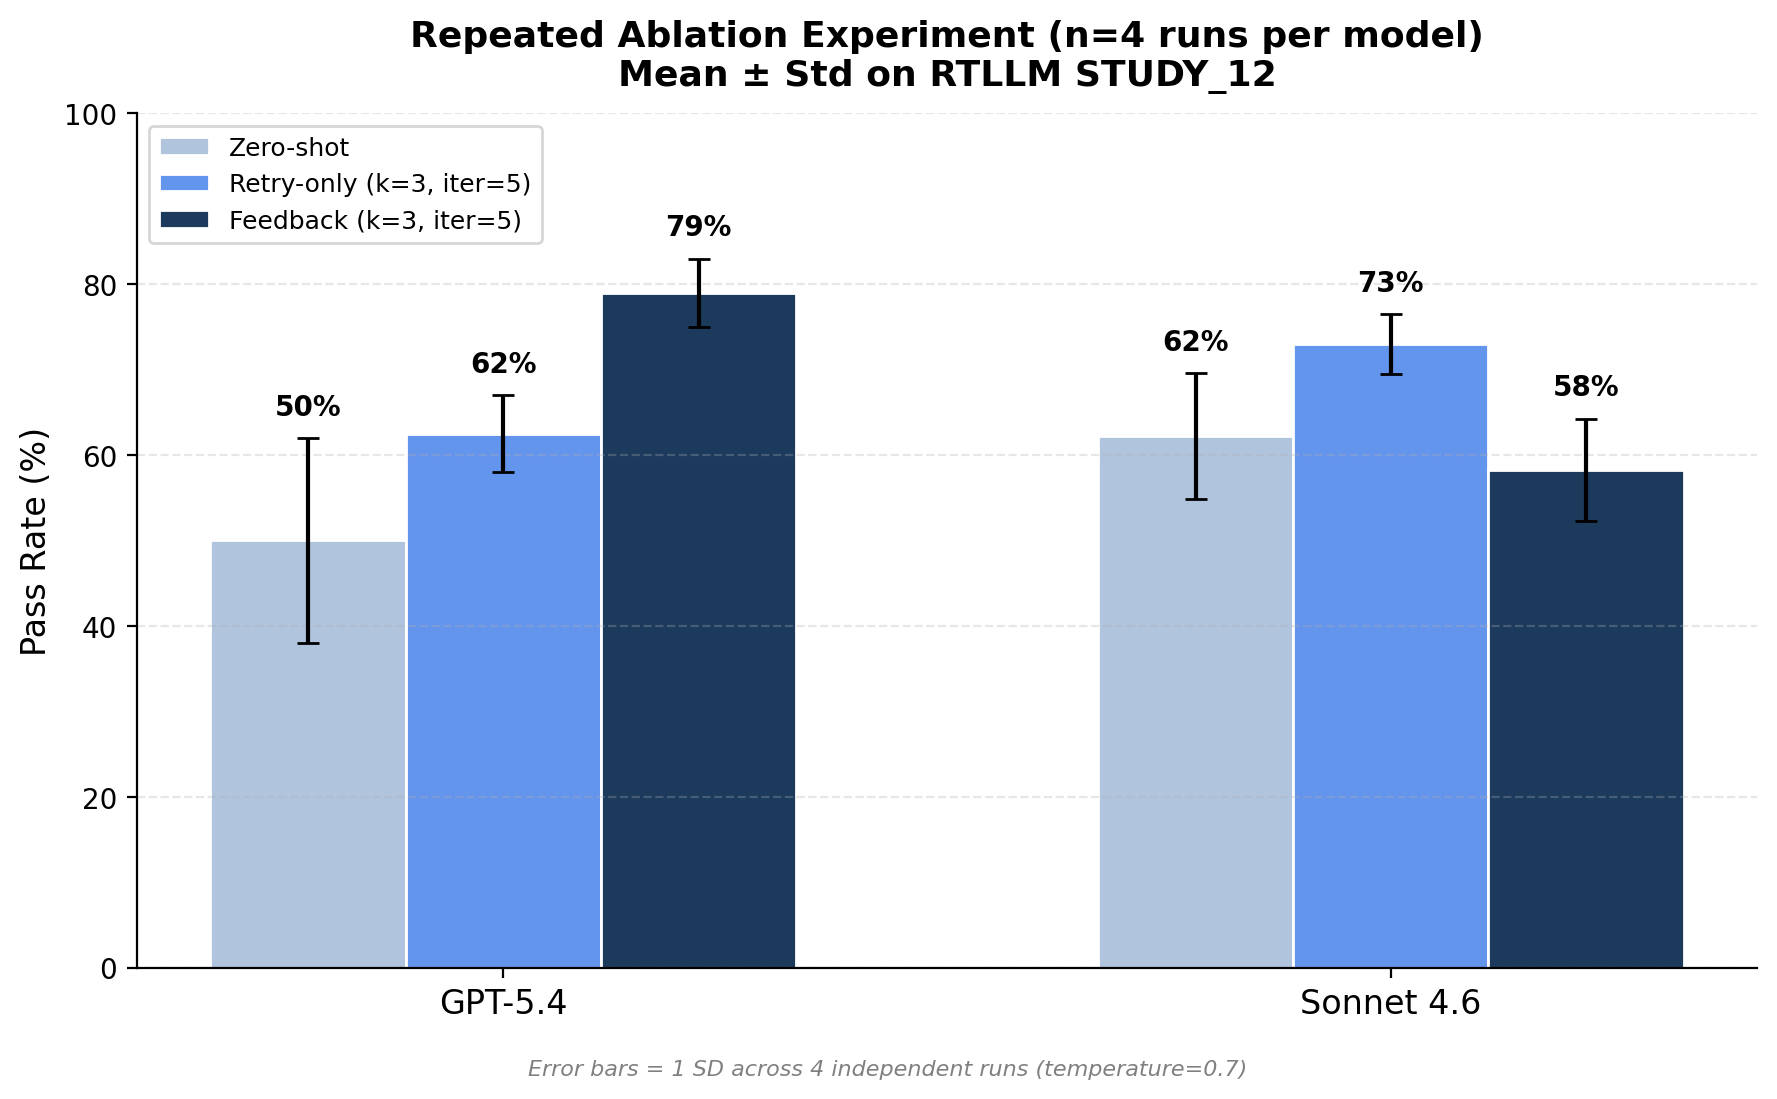 Repeated Ablation Experiment (n=4 runs per model)
Mean ± Std on RTLLM STUDY_12
Zero-shot
Retry-only (k=3, iter=5)
Feedback (k=3, iter=5)
Pass Rate (%)
100
80
60
40
20
0
50%
62%
79%
62%
73%
58%
GPT-5.4
Sonnet 4.6
Error bars = 1 SD across 4 independent runs (temperature=0.7)